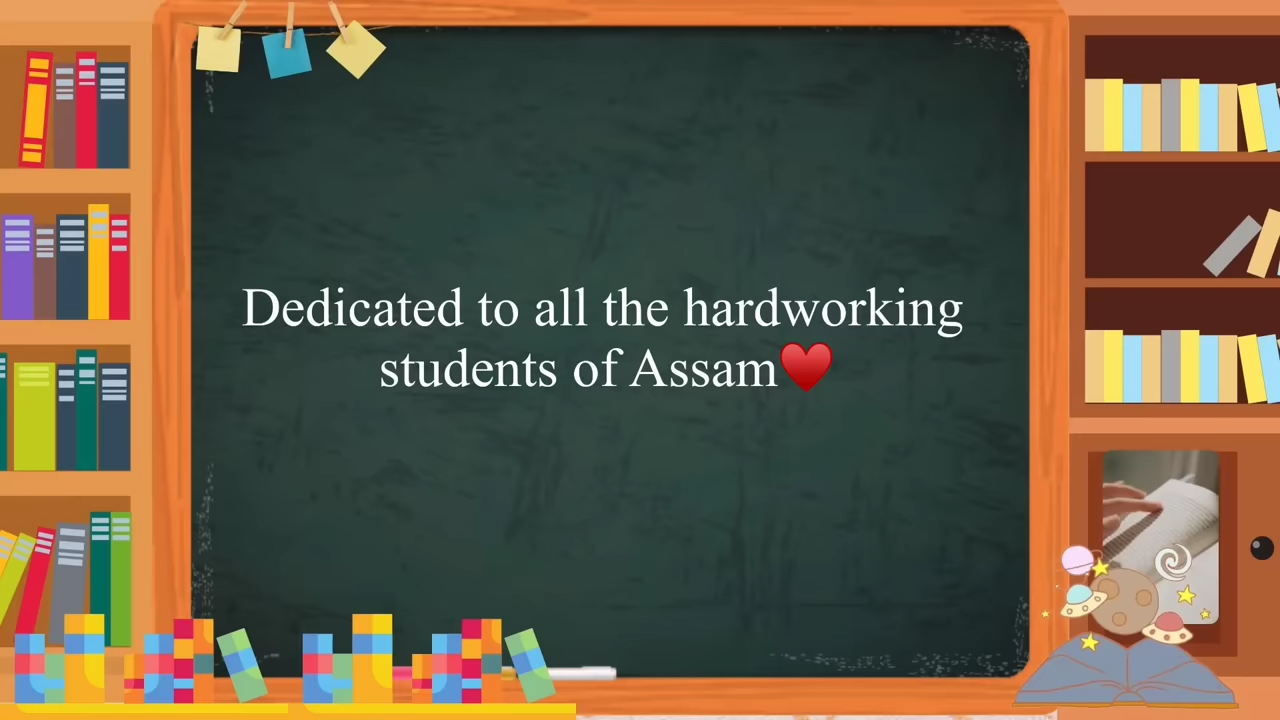 Dedicated to all the hardworking
students of Assam❤️